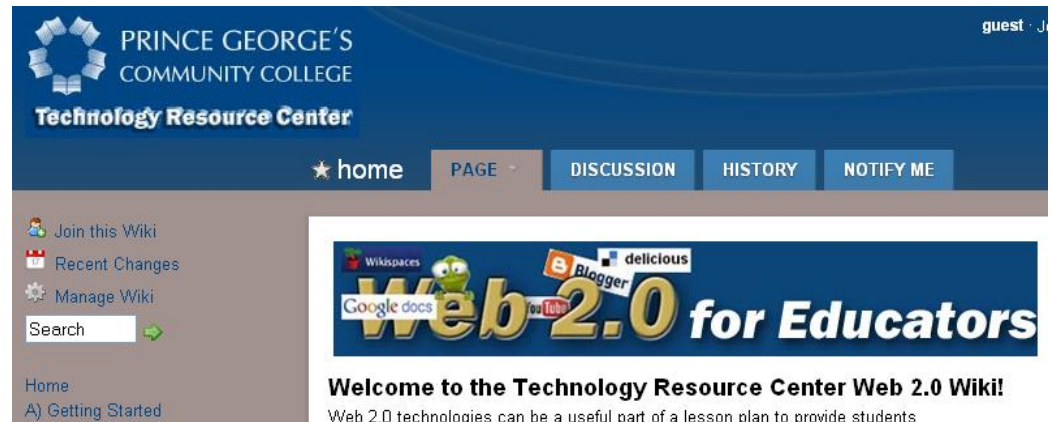 PRINCE GEORGE'S
COMMUNITY COLLEGE
Technology Resource Center
guest ·
home
PAGE
DISCUSSION
HISTORY
NOTIFY ME
Join this Wiki
Recent Changes
17
Manage Wiki
Search
Home
A) Getting Started
Wikispaces
Blogger
delicious
Google docs
You Tube
Web 2.0 for Educators
Welcome to the Technology Resource Center Web 2.0 Wiki!
Web 2.0 technologies can be a useful part of a lesson plan to provide students